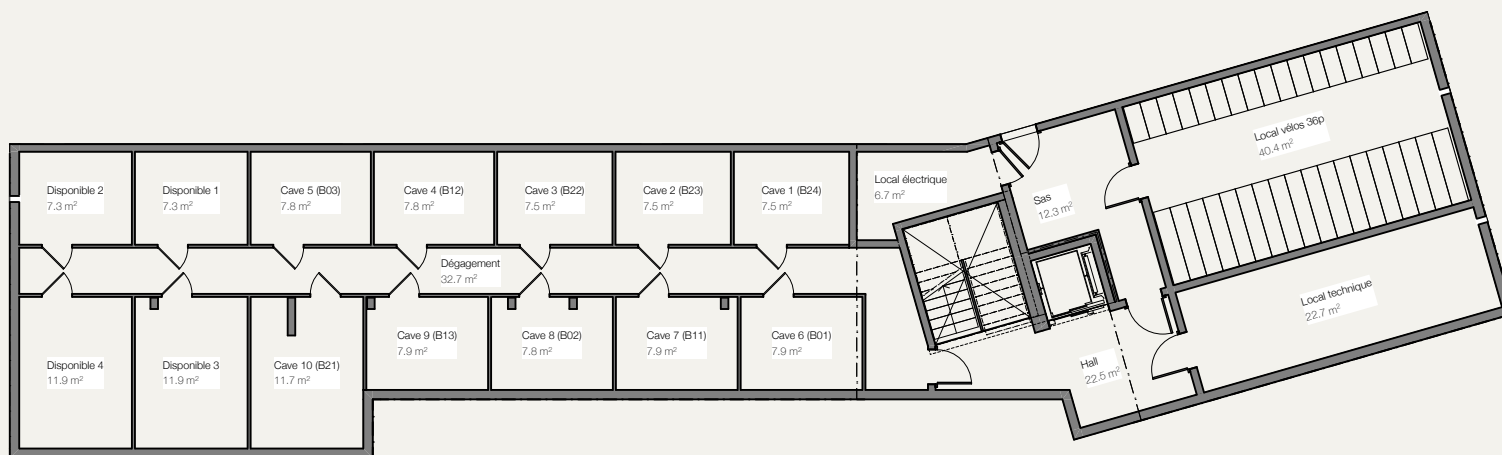 Disponible 2
7.3 m²
Disponible 1
7.3 m²
Cave 5 (B03)
7.8 m²
Cave 4 (B12)
7.8 m²
Cave 3 (B22)
7.5 m²
Cave 2 (B23)
7.5 m²
Cave 1 (B24)
7.5 m²
Local électrique
6.7 m²
Sas
12.3 m²
Local vélos 36p
40.4 m²
Dégagement
32.7 m²
Disponible 4
11.9 m²
Disponible 3
11.9 m²
Cave 10 (B21)
11.7 m²
Cave 9 (B13)
7.9 m²
Cave 8 (B02)
7.8 m²
Cave 7 (B11)
7.9 m²
Cave 6 (B01)
7.9 m²
Hall
22.5 m²
Local technique
22.7 m²